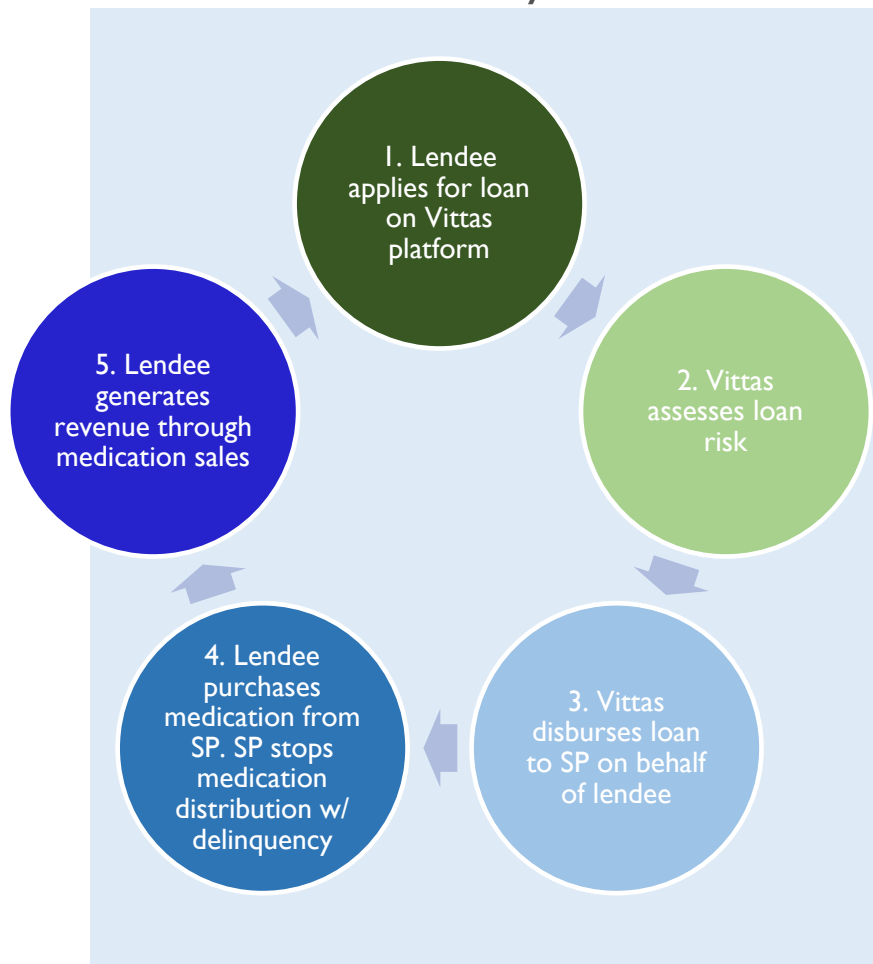 1. Lendee
applies for loan
on Vittas
platform
2. Vittas
assesses loan
risk
3. Vittas
disburses loan
to SP on behalf
of lendee
4. Lendee
purchases
medication from
SP. SP stops
medication
distribution w/
delinquency
5. Lendee
generates
revenue through
medication sales